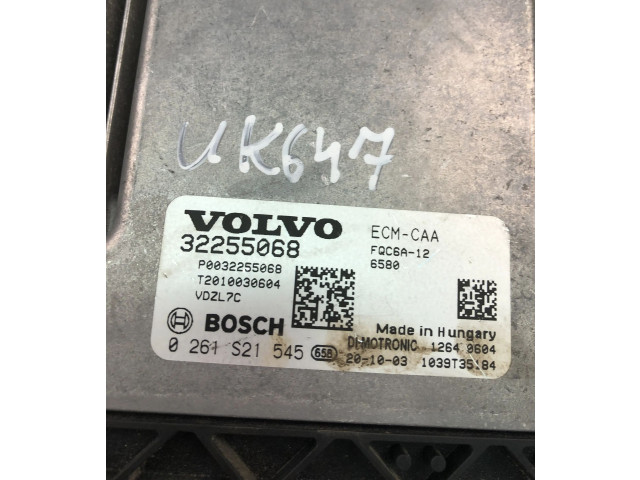 UK647
VOLVO
32255068
P0032255068
T2010030604
VDZL7C
ECM-CAA
FQC6A-12
6580
BOSCH
Made in Hungary
0 261 S21 545 658
DI-MOTRONIC 1264 0604
20-10-03 1039T35184